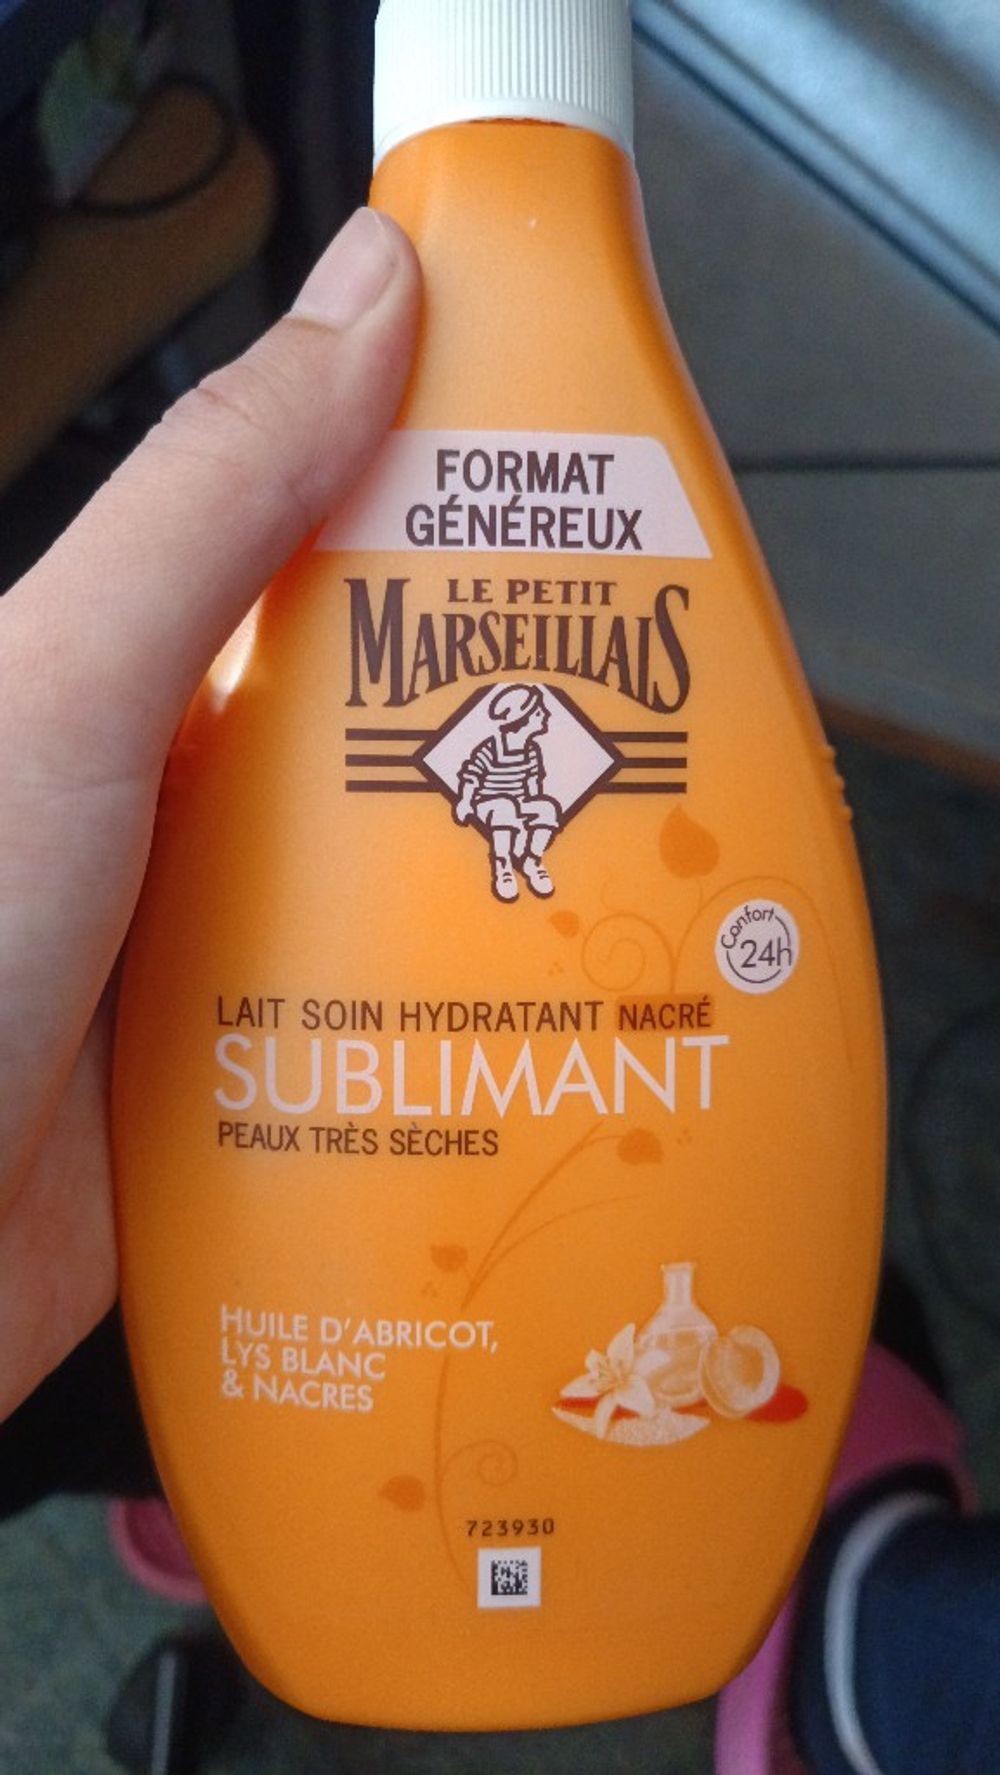 FORMAT
GÉNÉREUX
LE PETIT
MARSEILLAIS
Confort
24h
LAIT SOIN HYDRATANT NACRÉ
SUBLIMANT
PEAUX TRÈS SÈCHES
HUILE D'ABRICOT,
LYS BLANC
& NACRES
723930